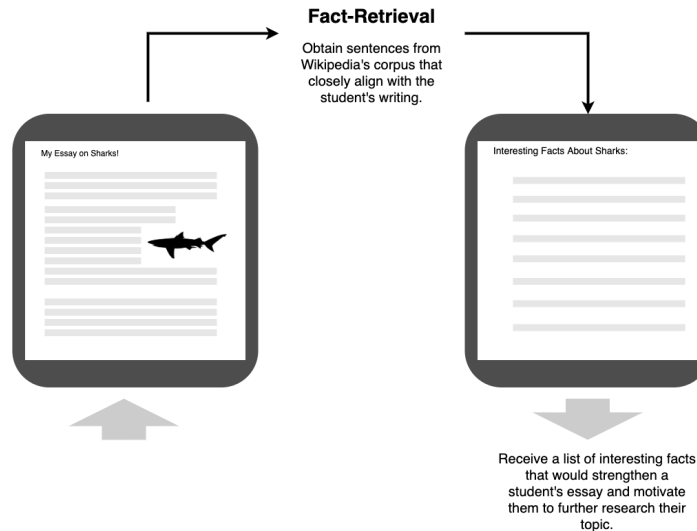 Fact-Retrieval
Obtain sentences from
Wikipedia's corpus that
closely align with the
student's writing.
My Essay on Sharks!
Interesting Facts About Sharks:
Receive a list of interesting facts
that would strengthen a
student's essay and motivate
them to further research their
topic.